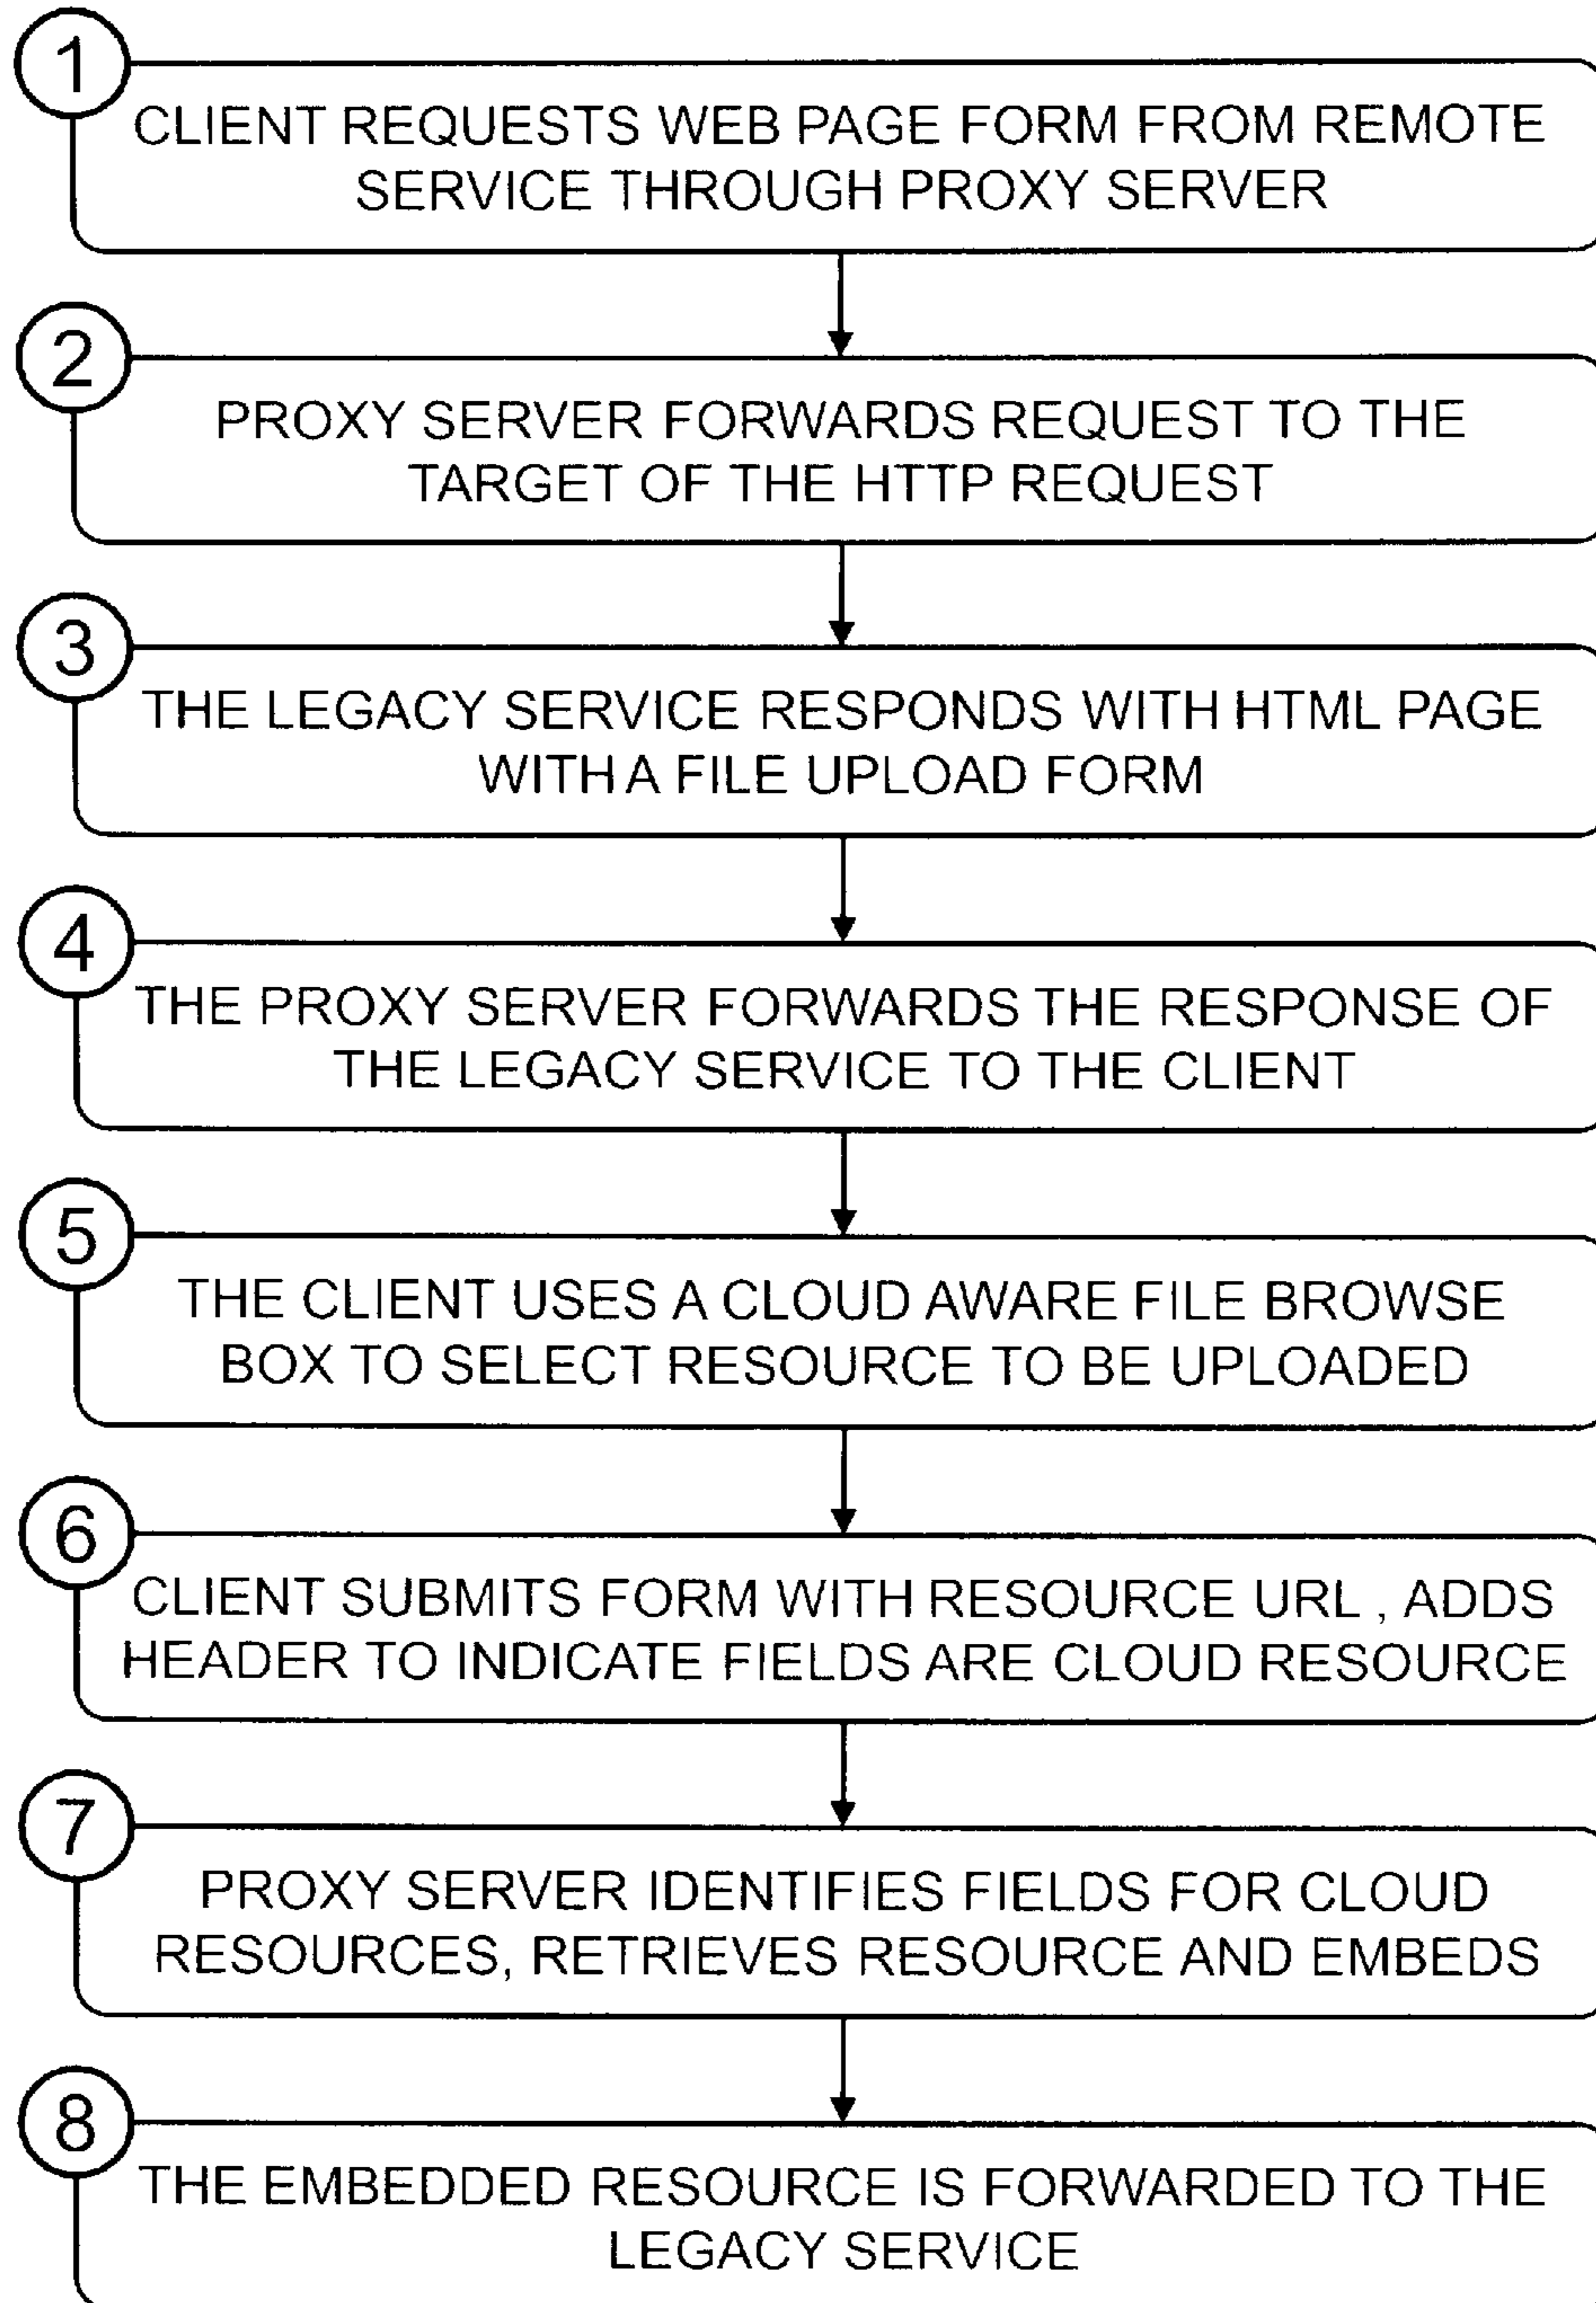 1
CLIENT REQUESTS WEB PAGE FORM FROM REMOTE
SERVICE THROUGH PROXY SERVER
2
PROXY SERVER FORWARDS REQUEST TO THE
TARGET OF THE HTTP REQUEST
3
THE LEGACY SERVICE RESPONDS WITH HTML PAGE
WITH A FILE UPLOAD FORM
4
THE PROXY SERVER FORWARDS THE RESPONSE OF
THE LEGACY SERVICE TO THE CLIENT
5
THE CLIENT USES A CLOUD AWARE FILE BROWSE
BOX TO SELECT RESOURCE TO BE UPLOADED
6
CLIENT SUBMITS FORM WITH RESOURCE URL , ADDS
HEADER TO INDICATE FIELDS ARE CLOUD RESOURCE
7
PROXY SERVER IDENTIFIES FIELDS FOR CLOUD
RESOURCES, RETRIEVES RESOURCE AND EMBEDS
8
THE EMBEDDED RESOURCE IS FORWARDED TO THE
LEGACY SERVICE